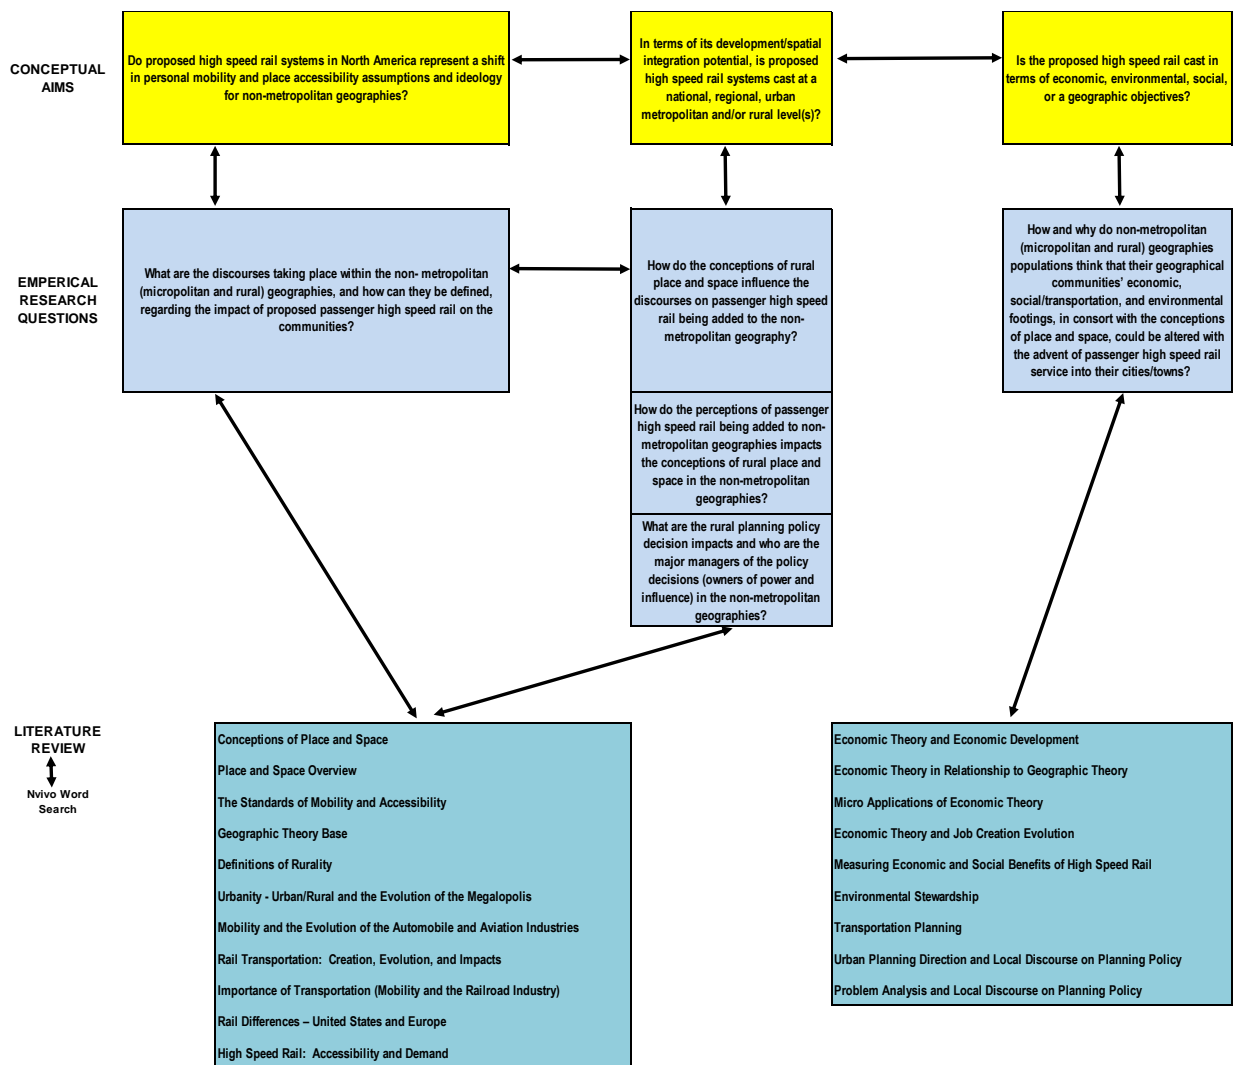 CONCEPTUAL
AIMS
Do proposed high speed rail systems in North America represent a shift
in personal mobility and place accessibility assumptions and ideology
for non-metropolitan geographies?
In terms of its development/spatial
integration potential, is proposed
high speed rail systems cast at a
national, regional, urban
metropolitan and/or rural level(s)?
Is the proposed high speed rail cast in
terms of economic, environmental, social,
or a geographic objectives?
EMPERICAL
RESEARCH
QUESTIONS
What are the discourses taking place within the non- metropolitan
(micropolitan and rural) geographies, and how can they be defined,
regarding the impact of proposed passenger high speed rail on the
communities?
How do the conceptions of rural
place and space influence the
discourses on passenger high speed
rail being added to the non-
metropolitan geography?
How do the perceptions of passenger
high speed rail being added to non-
metropolitan geographies impacts
the conceptions of rural place and
space in the non-metropolitan
geographies?
What are the rural planning policy
decision impacts and who are the
major managers of the policy
decisions (owners of power and
influence) in the non-metropolitan
geographies?
How and why do non-metropolitan
(micropolitan and rural) geographies
populations think that their geographical
communities' economic,
social/transportation, and environmental
footings, in consort with the conceptions
of place and space, could be altered with
the advent of passenger high speed rail
service into their cities/towns?
LITERATURE
REVIEW
Nvivo Word
Search
Conceptions of Place and Space
Place and Space Overview
The Standards of Mobility and Accessibility
Geographic Theory Base
Definitions of Rurality
Urbanity - Urban/Rural and the Evolution of the Megalopolis
Mobility and the Evolution of the Automobile and Aviation Industries
Rail Transportation: Creation, Evolution, and Impacts
Importance of Transportation (Mobility and the Railroad Industry)
Rail Differences – United States and Europe
High Speed Rail: Accessibility and Demand
Economic Theory and Economic Development
Economic Theory in Relationship to Geographic Theory
Micro Applications of Economic Theory
Economic Theory and Job Creation Evolution
Measuring Economic and Social Benefits of High Speed Rail
Environmental Stewardship
Transportation Planning
Urban Planning Direction and Local Discourse on Planning Policy
Problem Analysis and Local Discourse on Planning Policy